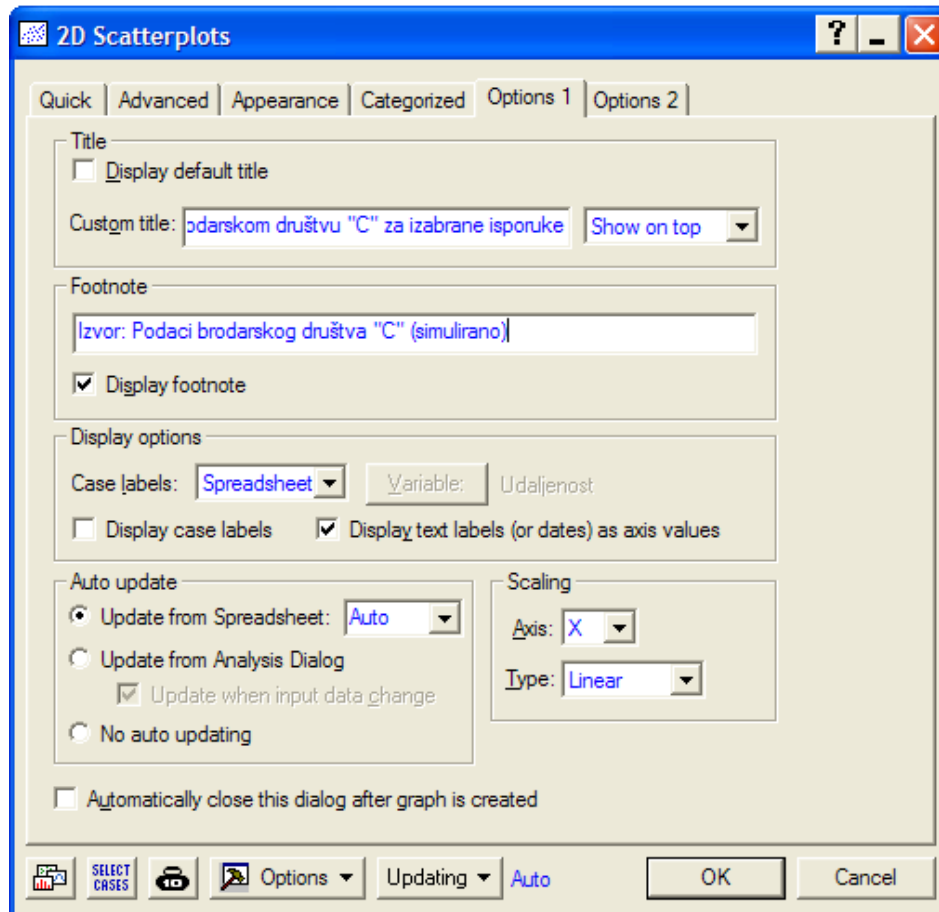 2D Scatterplots
Quick Advanced Appearance Categorized Options 1 Options 2
Title
Display default title
Custom title: odarskom društvu "C" za izabrane isporuke Show on top
Footnote
Izvor: Podaci brodarskog društva "C" (simulirano)
Display footnote
Display options
Case labels: Spreadsheet Variable: Udaljenost
Display case labels Display text labels (or dates) as axis values
Auto update
Update from Spreadsheet: Auto
Update from Analysis Dialog
Update when input data change
No auto updating
Scaling
Axis: X
Type: Linear
Automatically close this dialog after graph is created
SELECT CASES Options Updating Auto OK Cancel